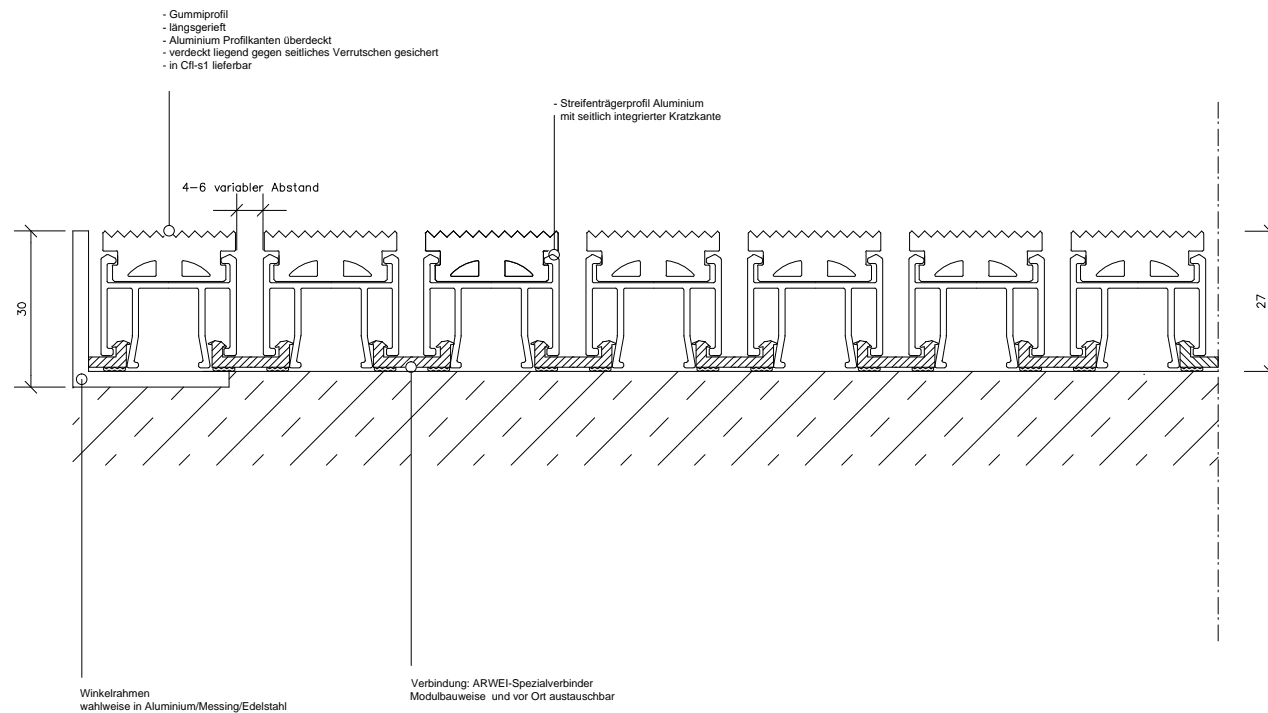 - Gummiprofil
- längsgerieft
- Aluminium Profilkanten überdeckt
- verdeckt liegend gegen seitliches Verrutschen gesichert
- in Cfl-s1 lieferbar
- Streifenträgerprofil Aluminium
mit seitlich integrierter Kratzkante
4-6 variabler Abstand
30
27
Winkelrahmen
wahlweise in Aluminium/Messing/Edelstahl
Verbindung: ARWEI-Spezialverbinder
Modulbauweise und vor Ort austauschbar